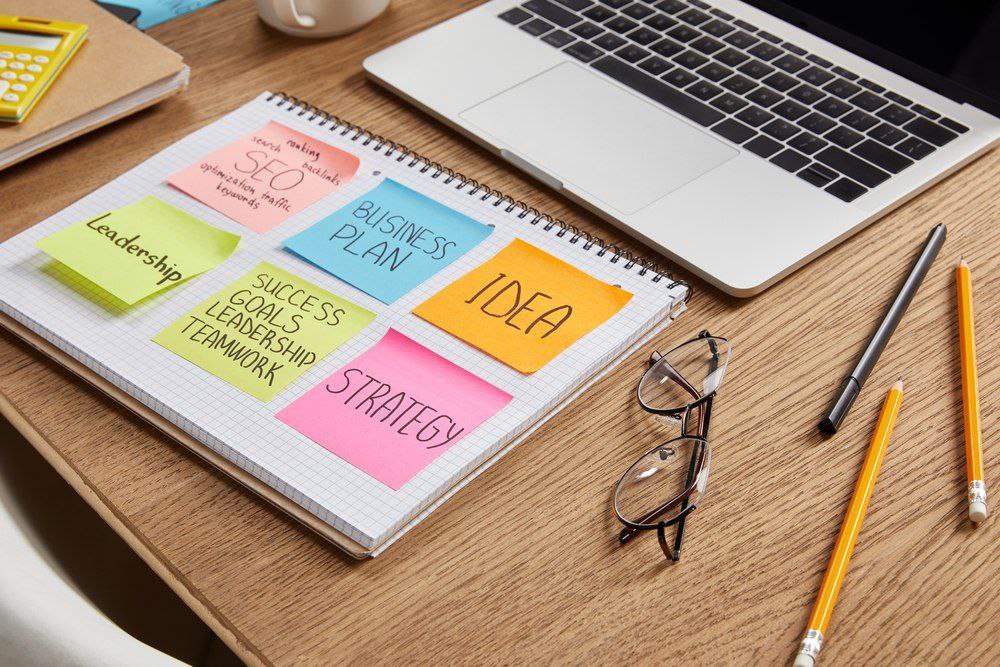 search ranking
SEO backlinks
optimization traffic
keywords
BUSINESS
PLAN
IDEA
Leadership
SUCCESS
GOALS
LEADERSHIP
TEAMWORK
STRATEGY